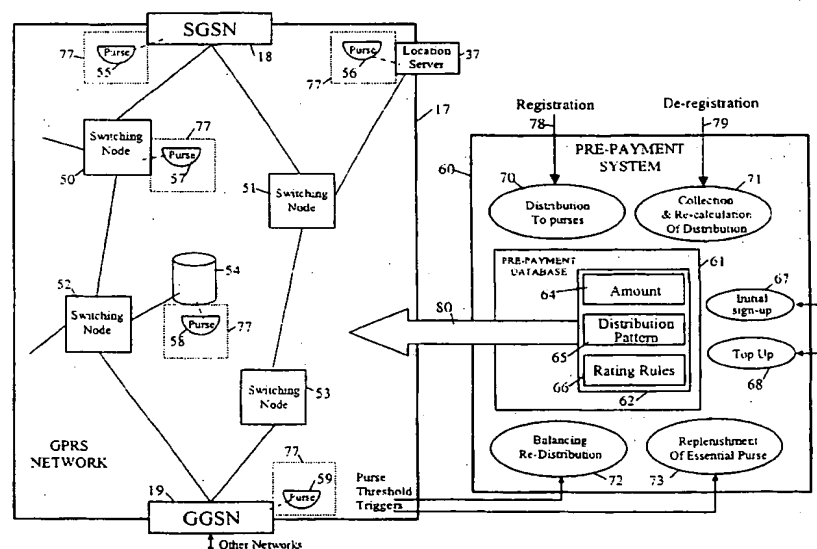 SGSN
18
77
Purse
55
77
Purse
56
Location
Server
37
17
Switching
Node
50
77
Purse
57
51
Switching
Node
52
Switching
Node
54
Purse
58
77
Switching
Node
53
GPRS
NETWORK
19
GGSN
77
Purse
59
Other Networks
Purse
Threshold
Triggers
Registration
78
De-registration
79
60
PRE-PAYMENT
SYSTEM
70
Distribution
To purses
71
Collection
& Re-calculation
Of Distribution
61
PRE-PAYMENT
DATABASE
64
Amount
80
Distribution
Pattern
65
Rating Rules
66
62
67
Initial
sign-up
Top Up
68
Balancing
Re-Distribution
72
Replenishment
Of Essential Purse
73